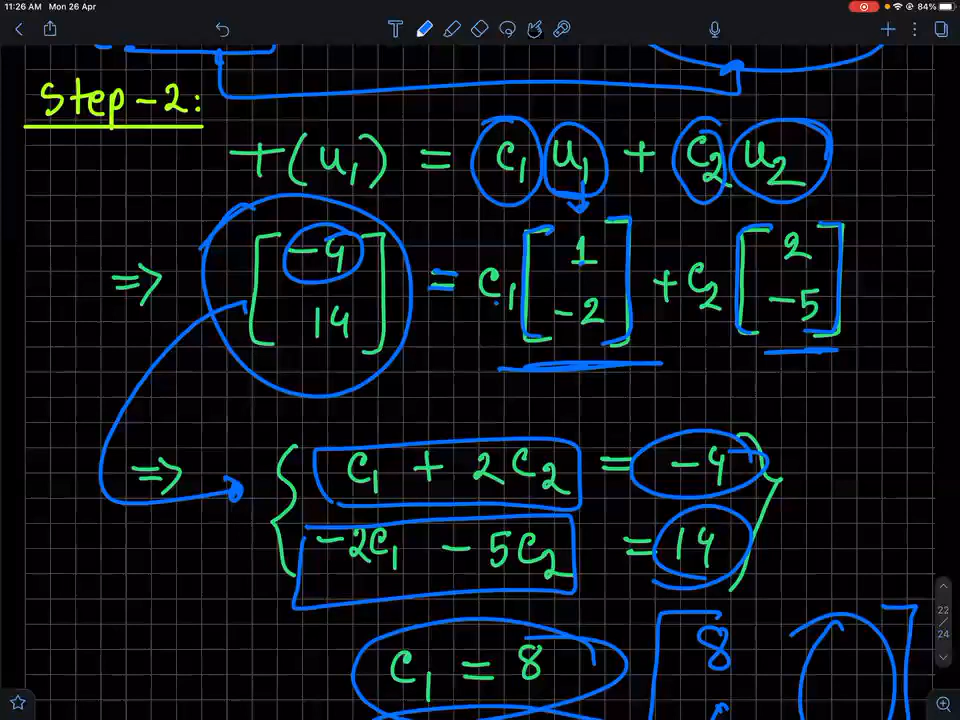 11:26 AM Mon 26 Apr 84%
Step-2:
T(u₁) = c₁ u₁ + c₂ u₂
=> [-4 14] = c₁ [1 -2] + c₂ [2 -5]
=> { c₁ + 2c₂ = -4
-2c₁ - 5c₂ = 14 }
c₁ = 8
8
22
/
24